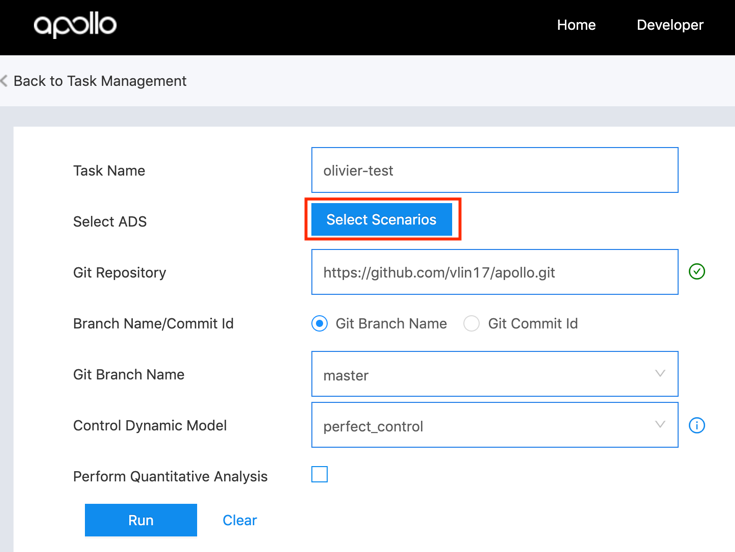 apollo
Home
Developer
Back to Task Management
Task Name
olivier-test
Select ADS
Select Scenarios
Git Repository
https://github.com/vlin17/apollo.git
Branch Name/Commit Id
Git Branch Name
Git Commit Id
Git Branch Name
master
Control Dynamic Model
perfect_control
Perform Quantitative Analysis
Run
Clear